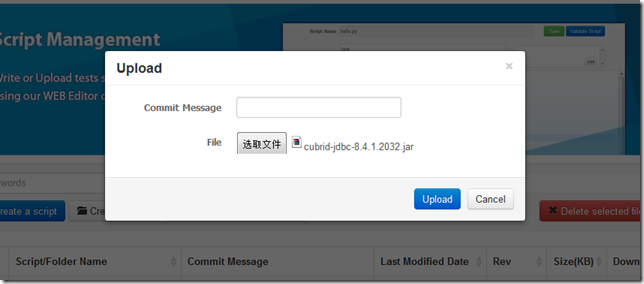 Script Name hello.py Save Validate Script
Script Management
Write or Upload tests s
sing our WEB Editor o
Upload ×
Commit Message
File 选取文件 cubrid-jdbc-8.4.1.2032.jar
Upload Cancel
words
reate a script Cre Delete selected file
Script/Folder Name Commit Message Last Modified Date Rev Size(KB) Down